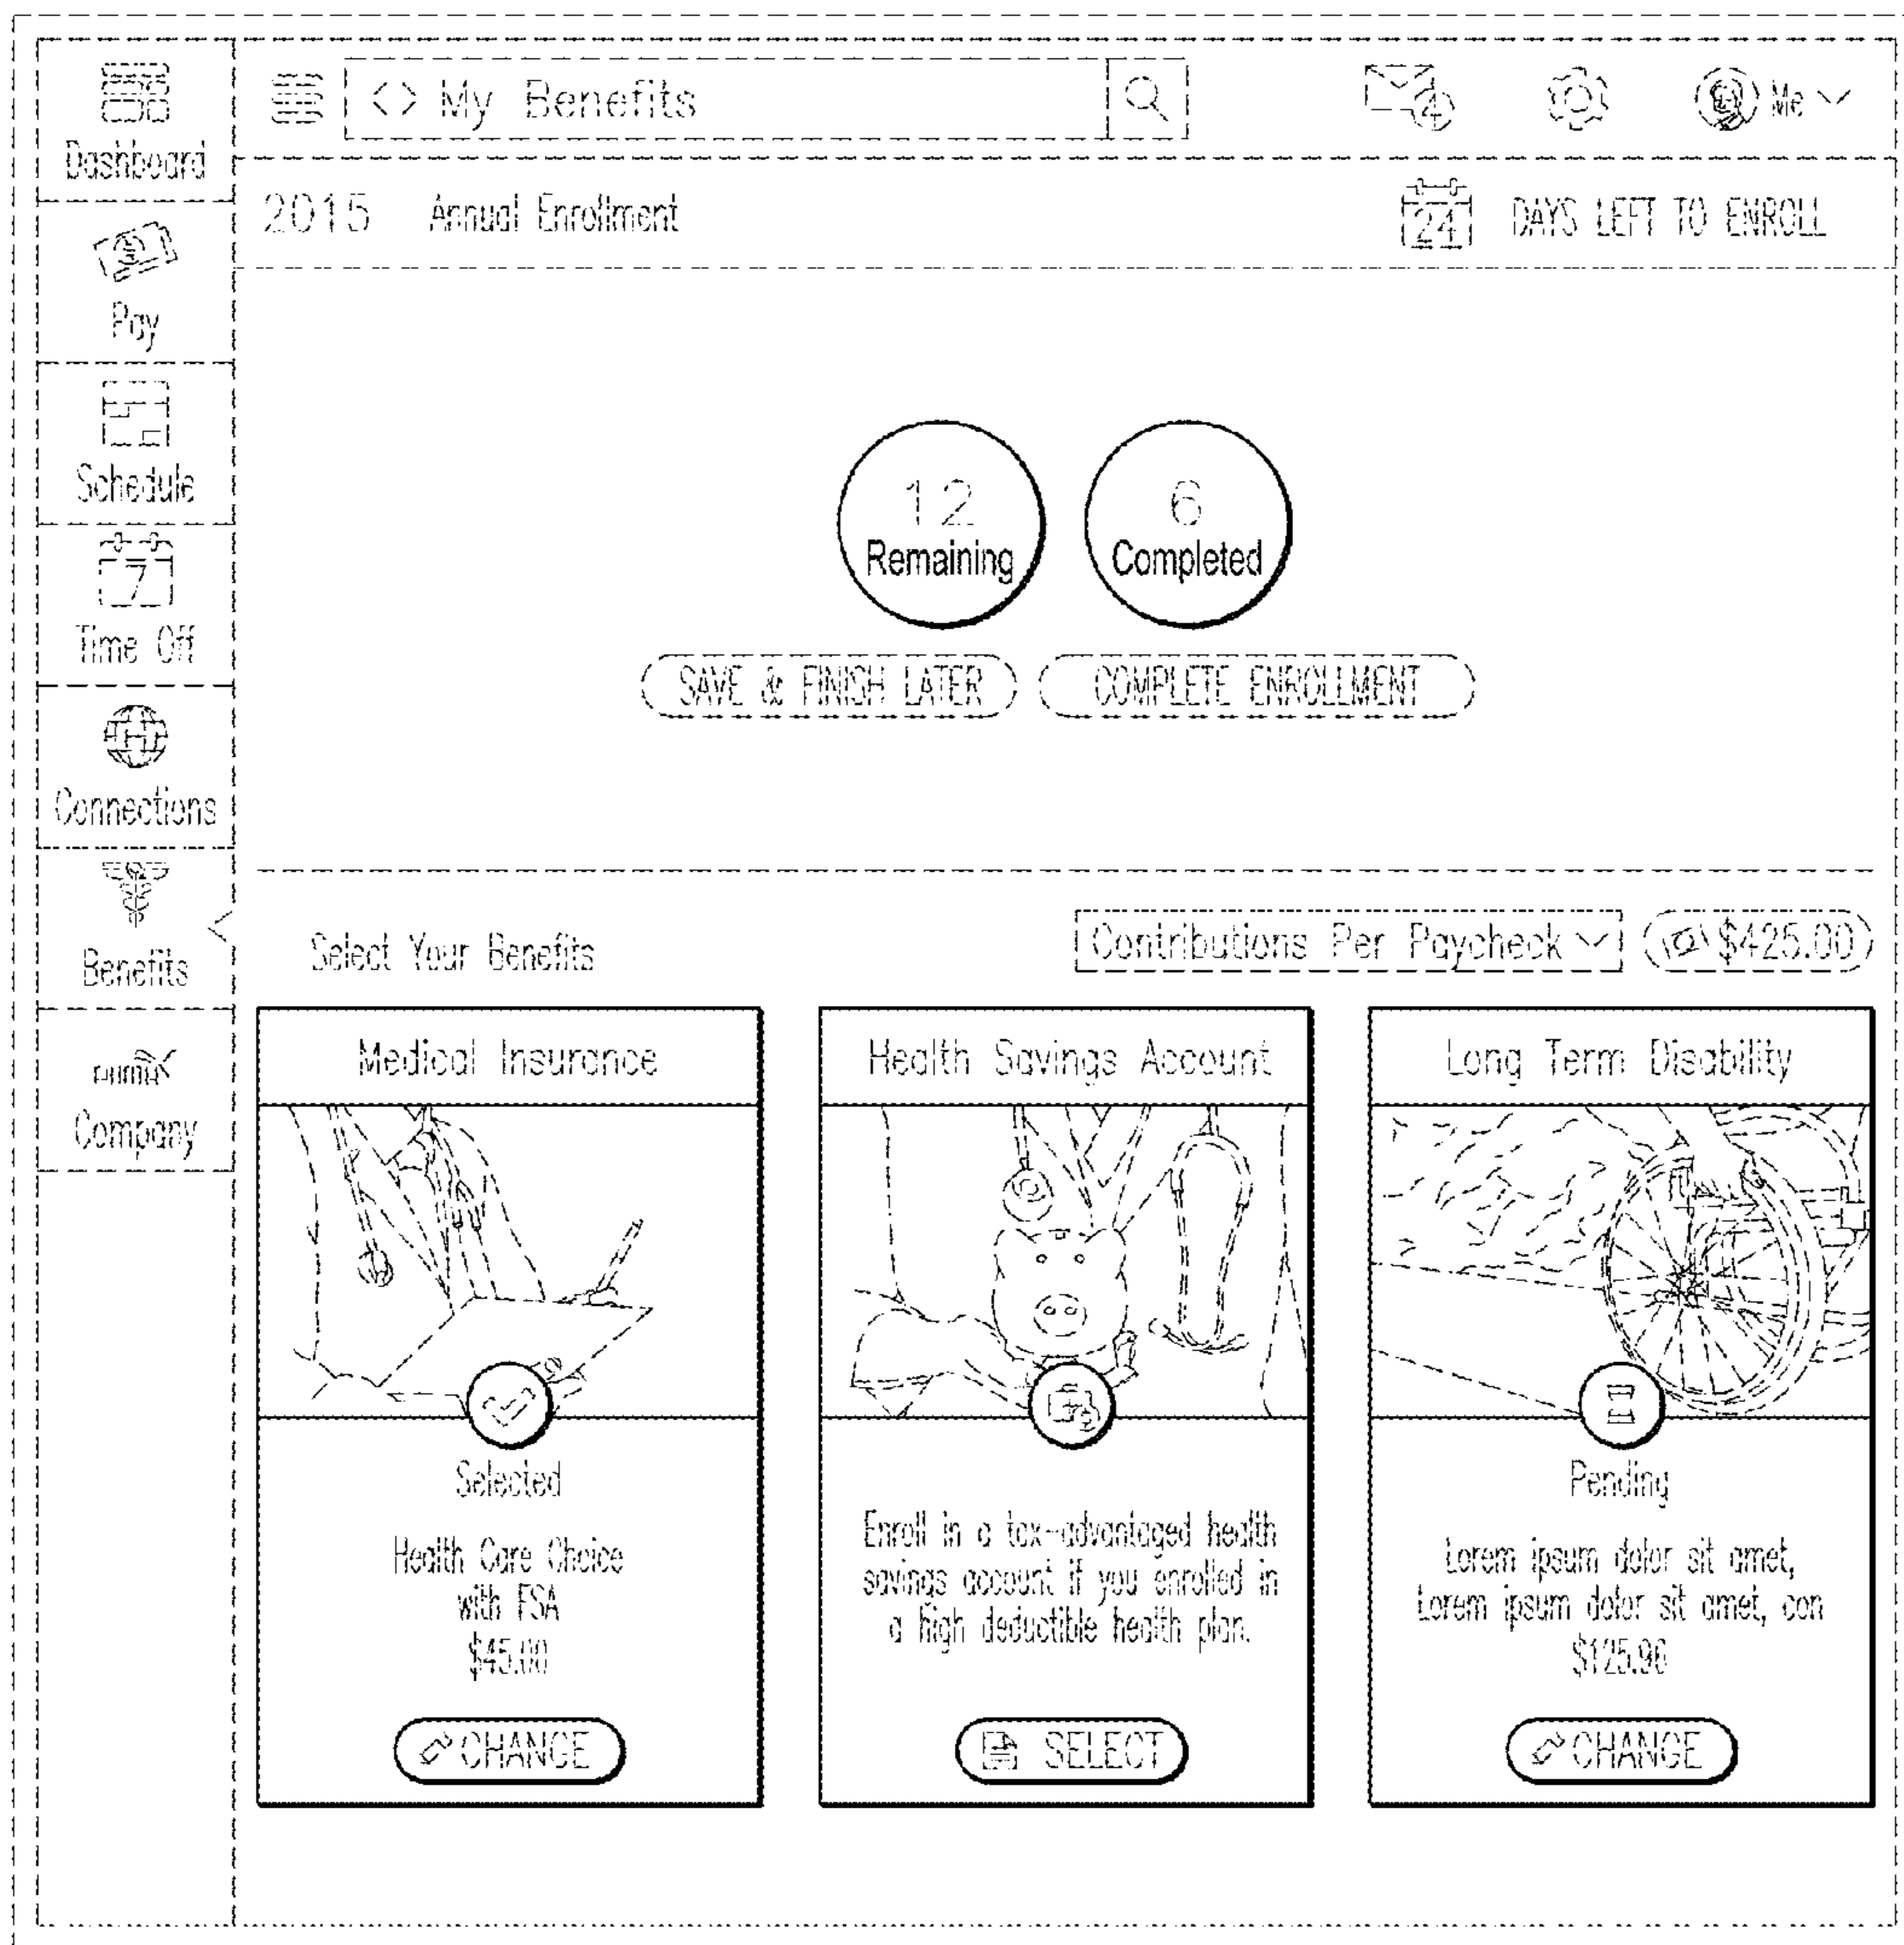 Dashboard
<> My Benefits
4
Me
2015 Annual Enrollment
24 DAYS LEFT TO ENROLL
Pay
Schedule
7
Time Off
Connections
Benefits
Company
12
Remaining
6
Completed
SAVE & FINISH LATER
COMPLETE ENROLLMENT
Select Your Benefits
Contributions Per Paycheck
$425.00
Medical Insurance
Selected
Health Care Choice
with FSA
$45.00
CHANGE
Health Savings Account
Enroll in a tax-advantaged health
savings account if you enrolled in
a high deductible health plan.
SELECT
Long Term Disability
Pending
Lorem ipsum dolor sit amet,
Lorem ipsum dolor sit amet, con
$125.90
CHANGE